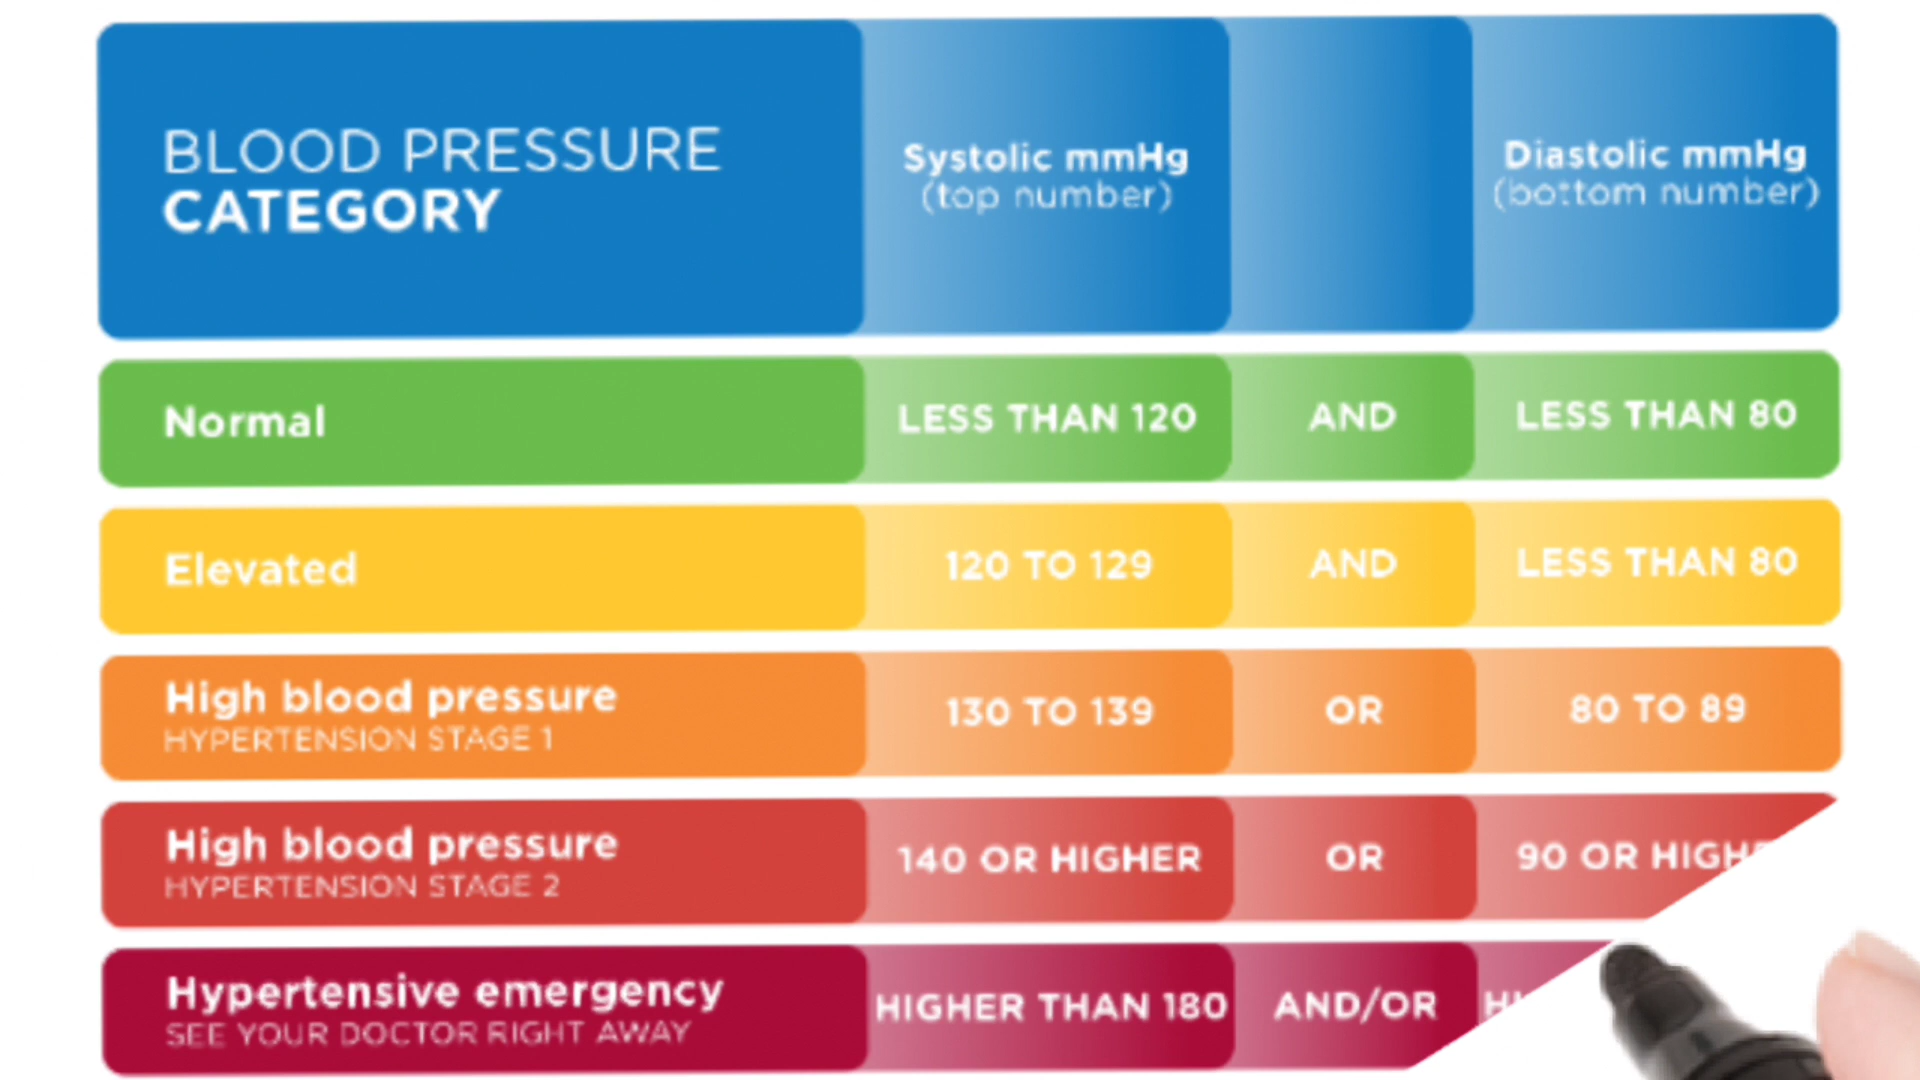 BLOOD PRESSURE
CATEGORY
Systolic mmHg
(top number)
Diastolic mmHg
(bottom number)
Normal
LESS THAN 120
AND
LESS THAN 80
Elevated
120 TO 129
AND
LESS THAN 80
High blood pressure
HYPERTENSION STAGE 1
130 TO 139
OR
80 TO 89
High blood pressure
HYPERTENSION STAGE 2
140 OR HIGHER
OR
90 OR
Hypertensive emergency
SEE YOUR DOCTOR RIGHT AWAY
HIGHER THAN 180
AND/OR